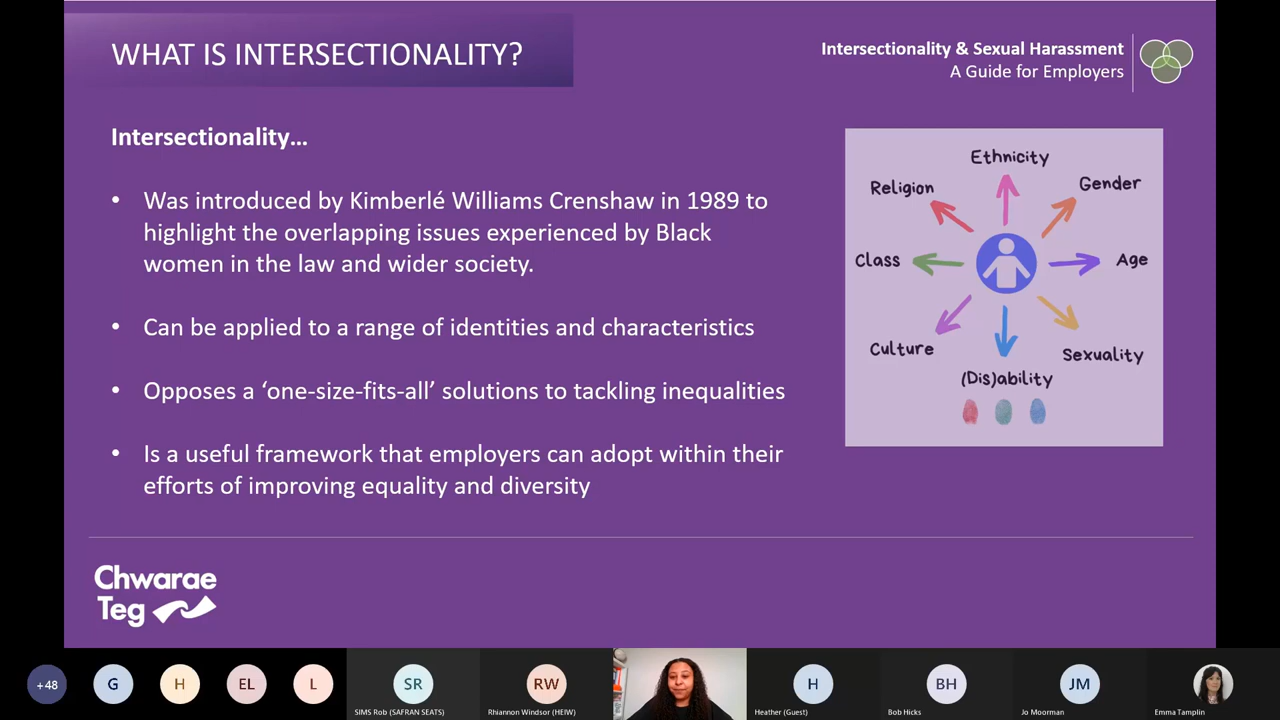 WHAT IS INTERSECTIONALITY?
Intersectionality & Sexual Harassment
A Guide for Employers
Intersectionality…
• Was introduced by Kimberlé Williams Crenshaw in 1989 to
highlight the overlapping issues experienced by Black
women in the law and wider society.
• Can be applied to a range of identities and characteristics
• Opposes a ‘one-size-fits-all’ solutions to tackling inequalities
• Is a useful framework that employers can adopt within their
efforts of improving equality and diversity
Ethnicity
Religion
Gender
Class
Age
Culture
Sexuality
(Dis)ability
Chwarae
Teg
+48
G
H
EL
L
SR
SIMS Rob (SAFRAN SEATS)
RW
Rhiannon Windsor (HEIW)
H
Heather (Guest)
BH
Bob Hicks
JM
Jo Moorman
Emma Tamplin